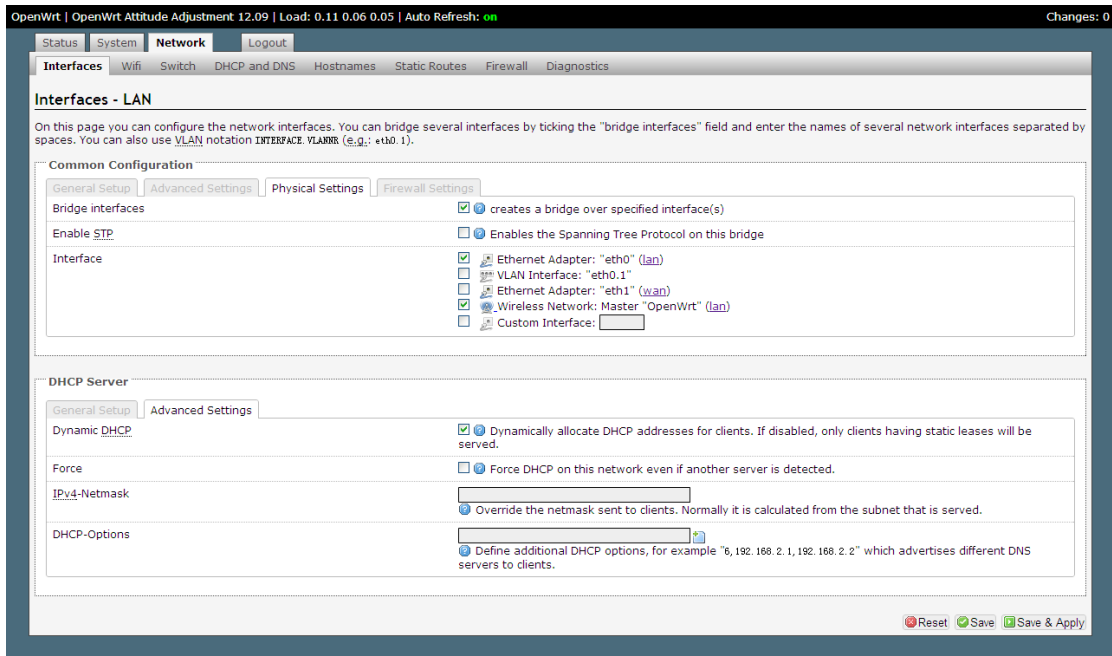 OpenWrt | OpenWrt Attitude Adjustment 12.09 | Load: 0.11 0.06 0.05 | Auto Refresh: on
Changes: 0
Status System Network Logout
Interfaces Wifi Switch DHCP and DNS Hostnames Static Routes Firewall Diagnostics
Interfaces - LAN
On this page you can configure the network interfaces. You can bridge several interfaces by ticking the "bridge interfaces" field and enter the names of several network interfaces separated by
spaces. You can also use VLAN notation INTERFACE.VLANNR (e.g.: eth0.1).
Common Configuration
General Setup Advanced Settings Physical Settings Firewall Settings
Bridge interfaces
creates a bridge over specified interface(s)
Enable STP
Enables the Spanning Tree Protocol on this bridge
Interface
Ethernet Adapter: "eth0" (lan)
VLAN Interface: "eth0.1"
Ethernet Adapter: "eth1" (wan)
Wireless Network: Master "OpenWrt" (lan)
Custom Interface:
DHCP Server
General Setup Advanced Settings
Dynamic DHCP
Dynamically allocate DHCP addresses for clients. If disabled, only clients having static leases will be
served.
Force
Force DHCP on this network even if another server is detected.
IPv4-Netmask
Override the netmask sent to clients. Normally it is calculated from the subnet that is served.
DHCP-Options
Define additional DHCP options, for example "6,192.168.2.1,192.168.2.2" which advertises different DNS
servers to clients.
Reset Save Save & Apply